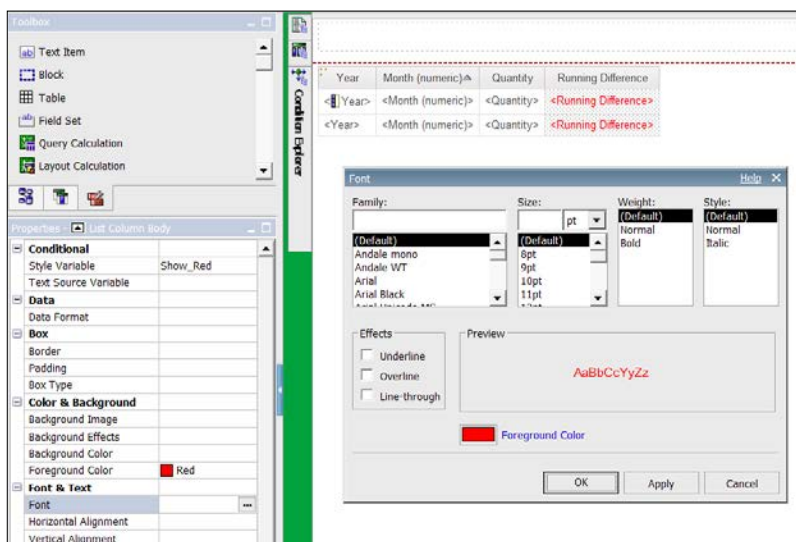 Toolbox
Text Item
Block
Table
Field Set
Query Calculation
Layout Calculation
Properties - List Column Body
Conditional
Style Variable Show_Red
Text Source Variable
Data
Data Format
Box
Border
Padding
Box Type
Color & Background
Background Image
Background Effects
Background Color
Foreground Color Red
Font & Text
Font ...
Horizontal Alignment
Vertical Alignment
Condition Explorer
Year Month (numeric) Quantity Running Difference
<Year> <Month (numeric)> <Quantity> <Running Difference>
<Year> <Month (numeric)> <Quantity> <Running Difference>
Font Help
Family: Size: Weight: Style:
pt
(Default) (Default) (Default) (Default)
Andale mono 8pt Normal Normal
Andale WT 9pt Bold Italic
Arial 10pt
Arial Black 11pt
Effects
Underline
Overline
Line-through
Preview
AaBbCcYyZz
Foreground Color
OK Apply Cancel